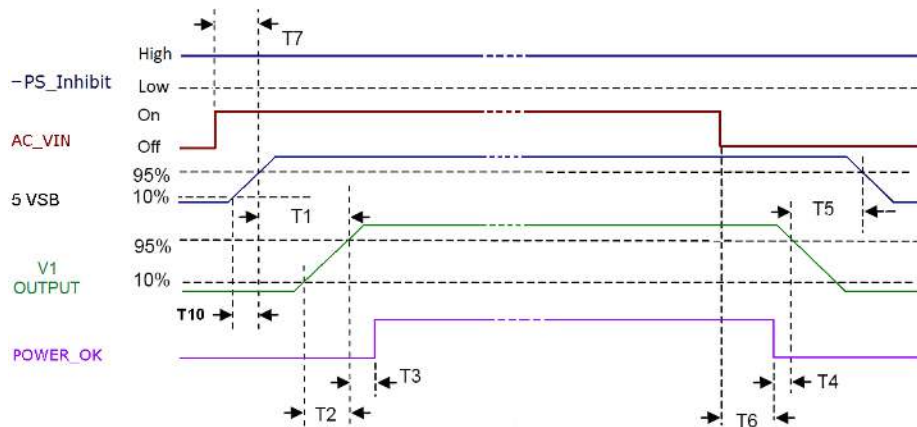 T7
High
−PS_Inhibit
Low
On
AC_VIN
Off
95%
10%
5 VSB
T1
T5
95%
V1
OUTPUT
10%
T10
POWER_OK
T3
T4
T2
T6